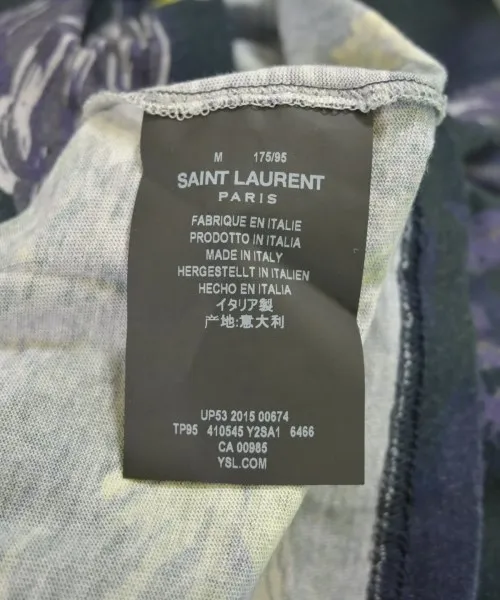 M 175/95
SAINT LAURENT
PARIS
FABRIQUE EN ITALIE
PRODOTTO IN ITALIA
MADE IN ITALY
HERGESTELLT IN ITALIEN
HECHO EN ITALIA
イタリア製
产地:意大利
UP53 2015 00674
TP95 410545 Y2SA1 6466
CA 00985
YSL.COM